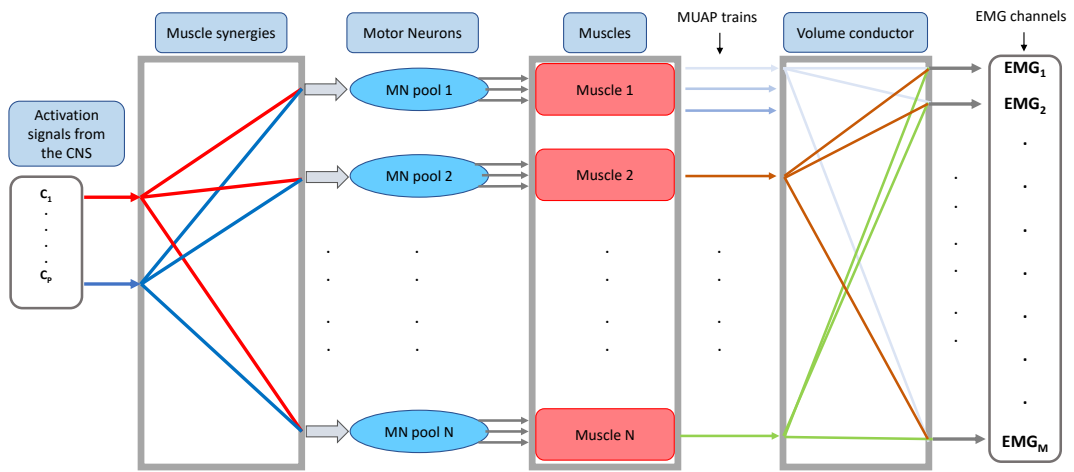 Muscle synergies
Motor Neurons
Muscles
MUAP trains
Volume conductor
EMG channels
Activation
signals from
the CNS
C1
.
.
.
.
CP
MN pool 1
MN pool 2
.
.
.
.
.
.
.
.
MN pool N
Muscle 1
Muscle 2
.
.
.
.
.
.
.
.
Muscle N
.
.
.
.
.
.
.
.
.
.
.
.
EMG1
EMG2
.
.
.
.
.
.
.
EMGM